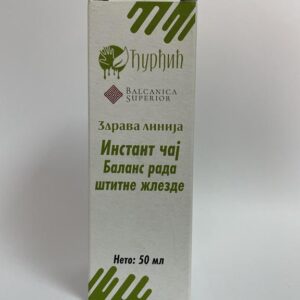 Ђурђић
BALCANICA
SUPERIOR
Здрава линија
Инстант чај
Баланс рада
штитне жлезде
Нето: 50 мл